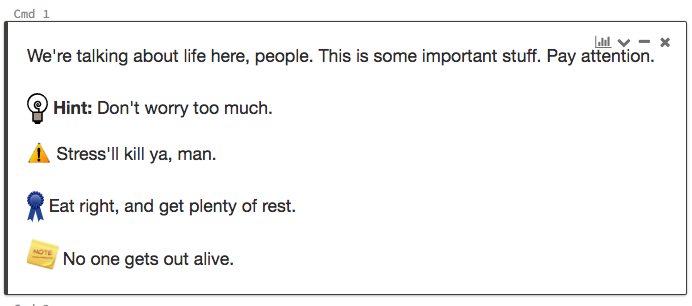 Cmd 1
We're talking about life here, people. This is some important stuff. Pay attention.
Hint: Don't worry too much.
Stress'll kill ya, man.
Eat right, and get plenty of rest.
NOTE No one gets out alive.